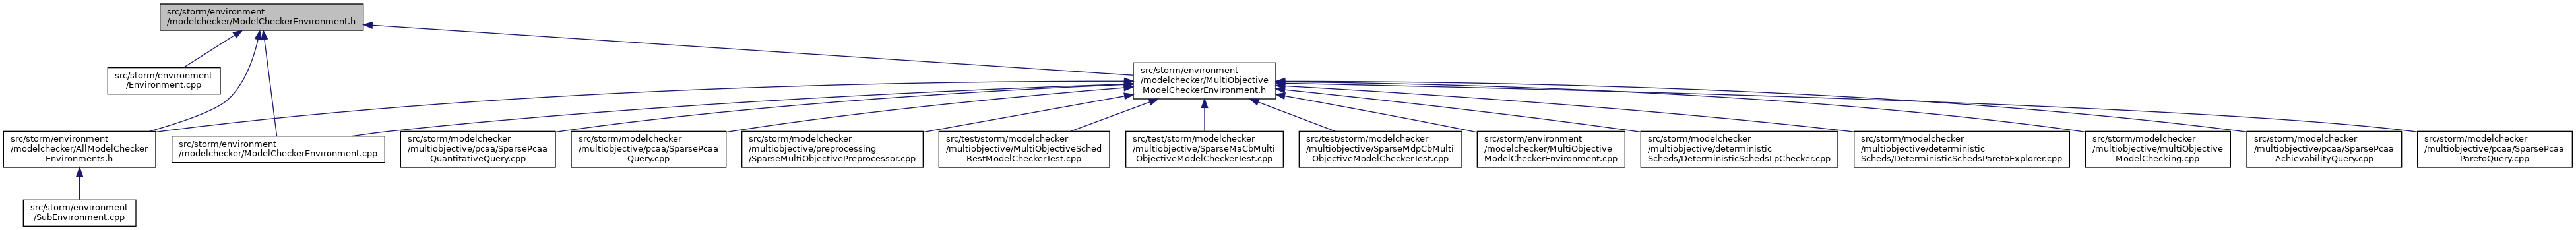 src/storm/environment
/modelchecker/ModelCheckerEnvironment.h
src/storm/environment
/Environment.cpp
src/storm/environment
/modelchecker/MultiObjective
ModelCheckerEnvironment.h
src/storm/environment
/modelchecker/AllModelChecker
Environments.h
src/storm/environment
/modelchecker/ModelCheckerEnvironment.cpp
src/storm/modelchecker
/multiobjective/pcaa/SparsePcaa
QuantitativeQuery.cpp
src/storm/modelchecker
/multiobjective/pcaa/SparsePcaa
Query.cpp
src/storm/modelchecker
/multiobjective/preprocessing
/SparseMultiObjectivePreprocessor.cpp
src/test/storm/modelchecker
/multiobjective/MultiObjectiveSched
RestModelCheckerTest.cpp
src/test/storm/modelchecker
/multiobjective/SparseMaCbMulti
ObjectiveModelCheckerTest.cpp
src/test/storm/modelchecker
/multiobjective/SparseMdpCbMulti
ObjectiveModelCheckerTest.cpp
src/storm/environment
/modelchecker/MultiObjective
ModelCheckerEnvironment.cpp
src/storm/modelchecker
/multiobjective/deterministic
Scheds/DeterministicSchedsLpChecker.cpp
src/storm/modelchecker
/multiobjective/deterministic
Scheds/DeterministicSchedsParetoExplorer.cpp
src/storm/modelchecker
/multiobjective/multiObjective
ModelChecking.cpp
src/storm/modelchecker
/multiobjective/pcaa/SparsePcaa
AchievabilityQuery.cpp
src/storm/modelchecker
/multiobjective/pcaa/SparsePcaa
ParetoQuery.cpp
src/storm/environment
/SubEnvironment.cpp